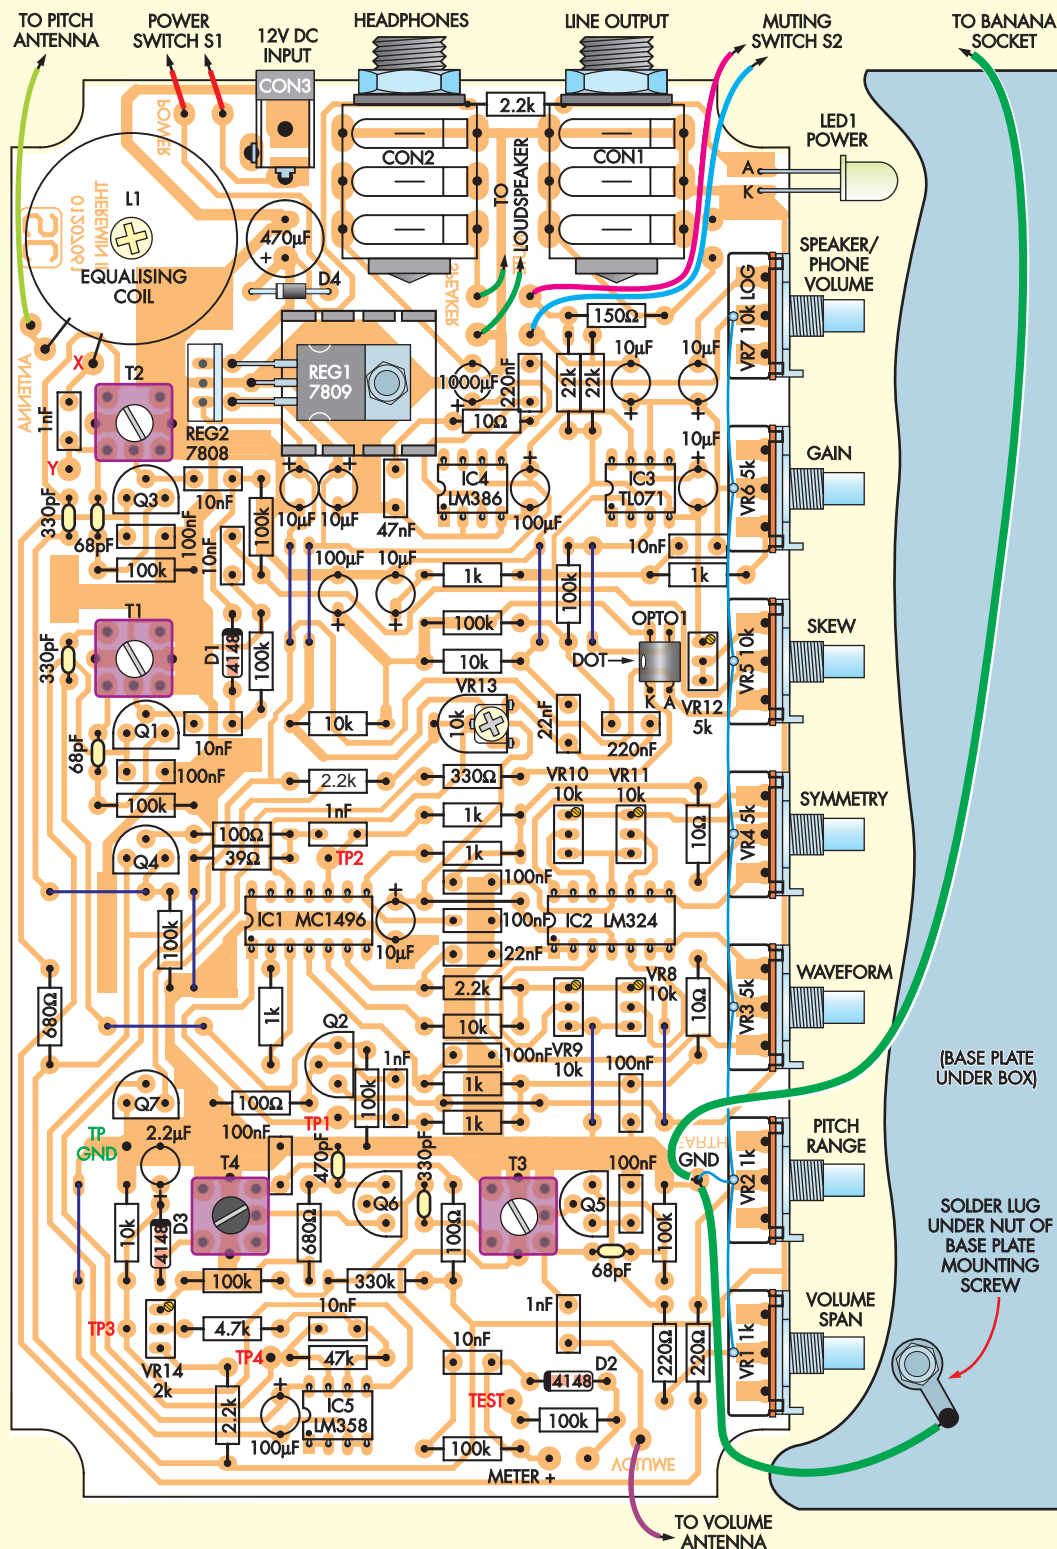 TO PITCH
ANTENNA
POWER
SWITCH S1
12V DC
INPUT
HEADPHONES
LINE OUTPUT
MUTING
SWITCH S2
TO BANANA
SOCKET
CON3
2.2k
POWER
CON2
CON1
LED1
POWER
A
K
L1
THEREMIN II
01207061
SC
EQUALISING
COIL
470µF
+
D4
TO
LOUDSPEAKER
SPEAKER
SPEAKER/
PHONE
VOLUME
VR7 10k LOG
150Ω
ANTENNA
X
T2
1nF
Y
REG1
7809
REG2
7808
1000µF
+
220nF
22k
22k
10µF
+
10µF
+
10Ω
10µF
+
GAIN
VR6 5k
IC4
LM386
IC3
TL071
+
100µF
Q3
10nF
330pF
68pF
100nF
10nF
100k
100k
+
10µF
+
10µF
47nF
100µF
+
10µF
+
1k
100k
10nF
1k
T1
330pF
D1
4148
100k
100k
10k
OPTO1
DOT
K A
VR12
5k
SKEW
VR5 10k
Q1
68pF
10nF
100nF
100k
10k
VR13
10k
22nF
220nF
2.2k
330Ω
VR10
10k
VR11
10k
SYMMETRY
VR4 5k
10Ω
Q4
100Ω
39Ω
1nF
TP2
1k
1k
100nF
IC1 MC1496
+
10µF
100nF
IC2 LM324
22nF
100k
680Ω
1k
2.2k
10k
VR8
10k
VR9
10k
10Ω
WAVEFORM
VR3 5k
Q2
1nF
100k
100nF
100nF
1k
1k
(BASE PLATE
UNDER BOX)
Q7
100Ω
TP1
TP
GND
2.2µF
+
100nF
470pF
330pF
T4
T3
EARTH
GND
100nF
PITCH
RANGE
VR2 1k
10k
4148
D3
680Ω
Q6
100Ω
Q5
100k
68pF
SOLDER LUG
UNDER NUT OF
BASE PLATE
MOUNTING
SCREW
100k
330k
TP3
VR14
2k
4.7k
10nF
TP4
47k
1nF
10nF
220Ω
220Ω
VOLUME
SPAN
VR1 1k
2.2k
+
100µF
IC5
LM358
D2
4148
TEST
100k
100k
METER +
VOLUME
TO VOLUME
ANTENNA